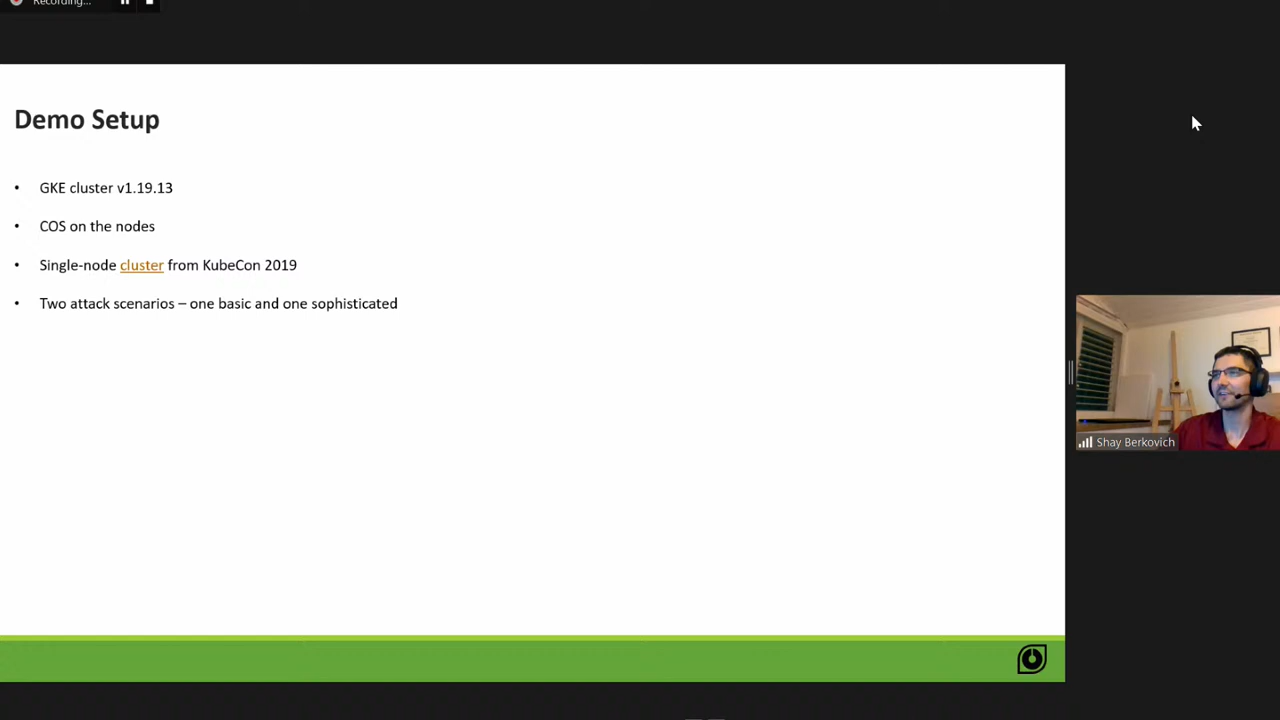 Recording...
Demo Setup
• GKE cluster v1.19.13
• COS on the nodes
• Single-node cluster from KubeCon 2019
• Two attack scenarios – one basic and one sophisticated
Shay Berkovich